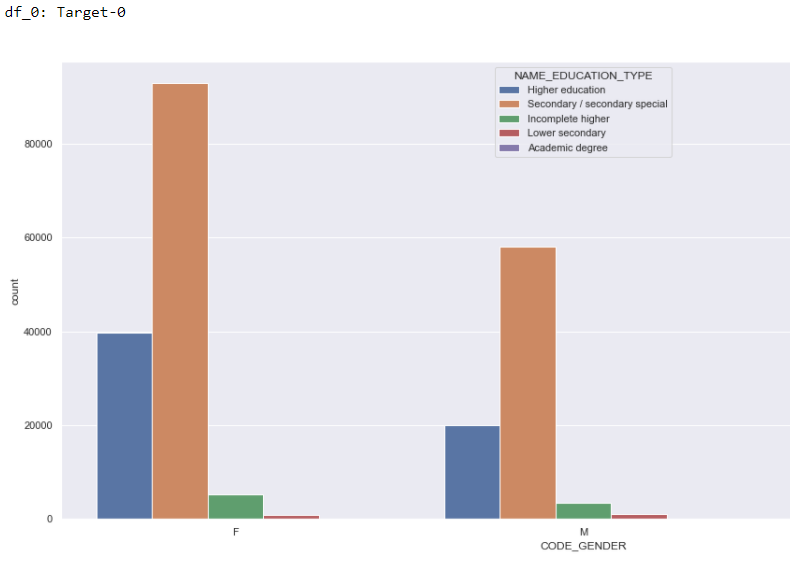 df_0: Target-0
NAME_EDUCATION_TYPE
Higher education
Secondary / secondary special
Incomplete higher
Lower secondary
Academic degree
80000
60000
40000
20000
0
count
F
M
CODE_GENDER